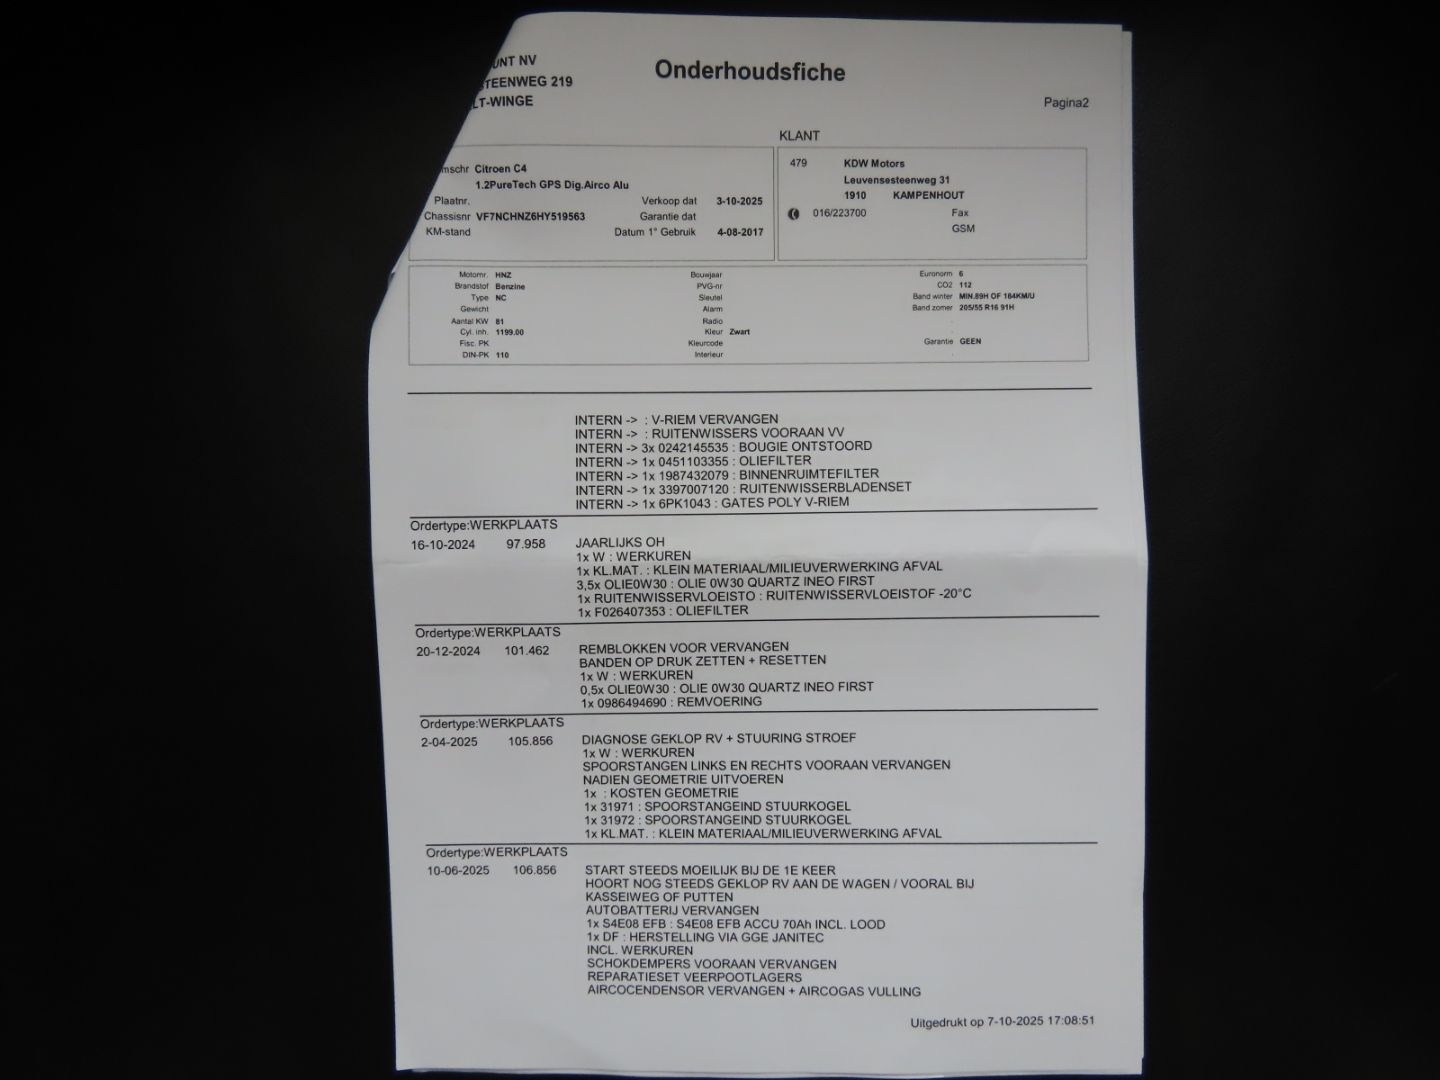 UNT NV
STEENWEG 219
LT-WINGE
Onderhoudsfiche
Pagina2
KLANT
mschr Citroen C4
1.2PureTech GPS Dig.Airco Alu
Plaatnr.
Verkoop dat 3-10-2025
Chassisnr VF7NCHNZ6HY519563
Garantie dat
KM-stand
Datum 1° Gebruik 4-08-2017
479 KDW Motors
Leuvensesteenweg 31
1910 KAMPENHOUT
016/223700 Fax
GSM
Motornr. HNZ
Brandstof Benzine
Type NC
Gewicht
Aantal KW 81
Cyl. inh. 1199.00
Fisc. PK
DIN-PK 110
Bouwjaar
PVG-nr
Sleutel
Alarm
Radio
Kleur Zwart
Kleurcode
Interieur
Euronorm 6
CO2 112
Band winter MIN.89H OF 184KM/U
Band zomer 205/55 R16 91H
Garantie GEEN
INTERN -> : V-RIEM VERVANGEN
INTERN -> : RUITENWISSERS VOORAAN VV
INTERN -> 3x 0242145535 : BOUGIE ONTSTOORD
INTERN -> 1x 0451103355 : OLIEFILTER
INTERN -> 1x 1987432079 : BINNENRUIMTEFILTER
INTERN -> 1x 3397007120 : RUITENWISSERBLADENSET
INTERN -> 1x 6PK1043 : GATES POLY V-RIEM
Ordertype:WERKPLAATS
16-10-2024 97.958 JAARLIJKS OH
1x W : WERKUREN
1x KL.MAT. : KLEIN MATERIAAL/MILIEUVERWERKING AFVAL
3,5x OLIE0W30 : OLIE 0W30 QUARTZ INEO FIRST
1x RUITENWISSERVLOEISTO : RUITENWISSERVLOEISTOF -20°C
1x F026407353 : OLIEFILTER
Ordertype:WERKPLAATS
20-12-2024 101.462 REMBLOKKEN VOOR VERVANGEN
BANDEN OP DRUK ZETTEN + RESETTEN
1x W : WERKUREN
0,5x OLIE0W30 : OLIE 0W30 QUARTZ INEO FIRST
1x 0986494690 : REMVOERING
Ordertype:WERKPLAATS
2-04-2025 105.856 DIAGNOSE GEKLOP RV + STUURING STROEF
1x W : WERKUREN
SPOORSTANGEN LINKS EN RECHTS VOORAAN VERVANGEN
NADIEN GEOMETRIE UITVOEREN
1x : KOSTEN GEOMETRIE
1x 31971 : SPOORSTANGEIND STUURKOGEL
1x 31972 : SPOORSTANGEIND STUURKOGEL
1x KL.MAT. : KLEIN MATERIAAL/MILIEUVERWERKING AFVAL
Ordertype:WERKPLAATS
10-06-2025 106.856 START STEEDS MOEILIJK BIJ DE 1E KEER
HOORT NOG STEEDS GEKLOP RV AAN DE WAGEN / VOORAL BIJ
KASSEIWEG OF PUTTEN
AUTOBATTERIJ VERVANGEN
1x S4E08 EFB : S4E08 EFB ACCU 70Ah INCL. LOOD
1x DF : HERSTELLING VIA GGE JANITEC
INCL. WERKUREN
SCHOKDEMPERS VOORAAN VERVANGEN
REPARATIESET VEERPOOTLAGERS
AIRCOCENDENSOR VERVANGEN + AIRCOGAS VULLING
Uitgedrukt op 7-10-2025 17:08:51